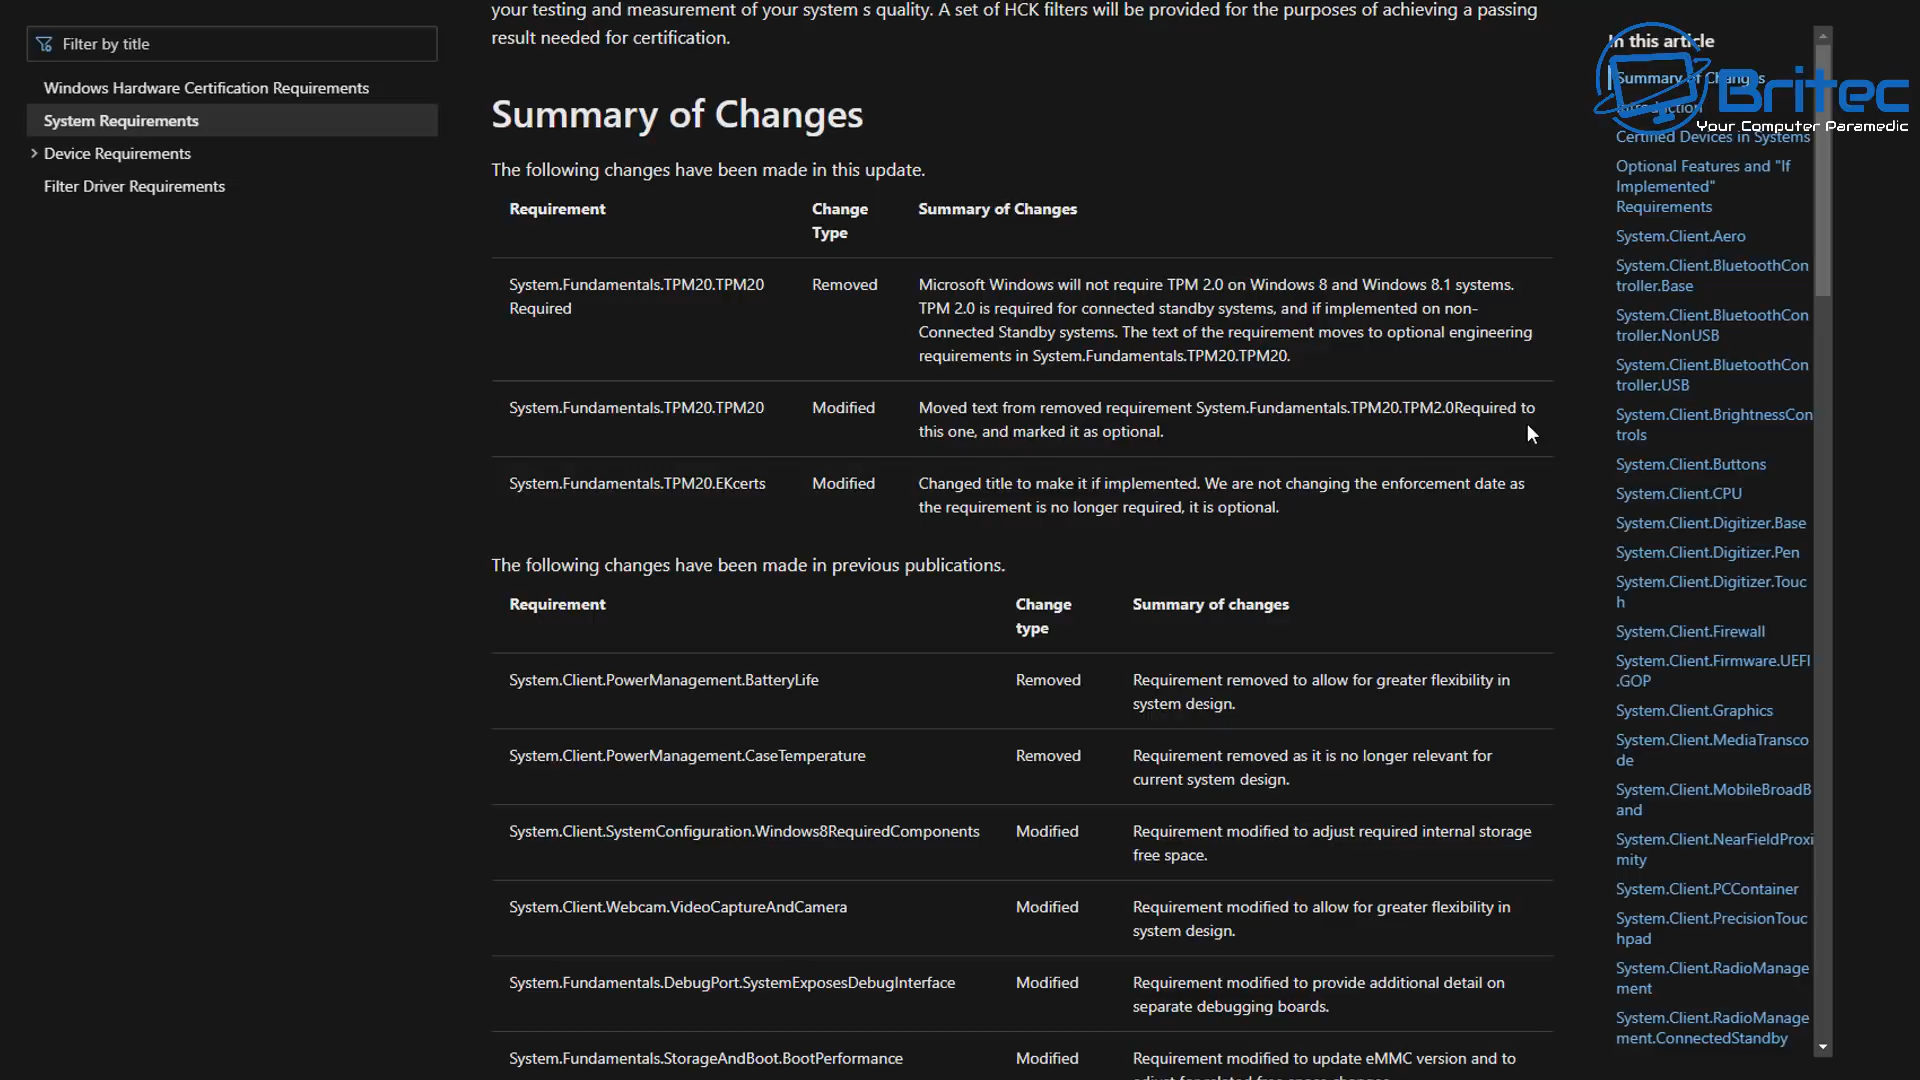 your testing and measurement of your system s quality. A set of HCK filters will be provided for the purposes of achieving a passing
result needed for certification.
Filter by title
Windows Hardware Certification Requirements
System Requirements
Device Requirements
Filter Driver Requirements
Summary of Changes
The following changes have been made in this update.
Requirement
Change
Type
Summary of Changes
System.Fundamentals.TPM20.TPM20
Required
Removed
Microsoft Windows will not require TPM 2.0 on Windows 8 and Windows 8.1 systems.
TPM 2.0 is required for connected standby systems, and if implemented on non-
Connected Standby systems. The text of the requirement moves to optional engineering
requirements in System.Fundamentals.TPM20.TPM20.
System.Fundamentals.TPM20.TPM20
Modified
Moved text from removed requirement System.Fundamentals.TPM20.TPM2.0Required to
this one, and marked it as optional.
System.Fundamentals.TPM20.EKcerts
Modified
Changed title to make it if implemented. We are not changing the enforcement date as
the requirement is no longer required, it is optional.
The following changes have been made in previous publications.
Requirement
Change
type
Summary of changes
System.Client.PowerManagement.BatteryLife
Removed
Requirement removed to allow for greater flexibility in
system design.
System.Client.PowerManagement.CaseTemperature
Removed
Requirement removed as it is no longer relevant for
current system design.
System.Client.SystemConfiguration.Windows8RequiredComponents
Modified
Requirement modified to adjust required internal storage
free space.
System.Client.Webcam.VideoCaptureAndCamera
Modified
Requirement modified to allow for greater flexibility in
system design.
System.Fundamentals.DebugPort.SystemExposesDebugInterface
Modified
Requirement modified to provide additional detail on
separate debugging boards.
System.Fundamentals.StorageAndBoot.BootPerformance
Modified
Requirement modified to update eMMC version and to
In this article
Summary of Changes
Introduction
Certified Devices in Systems
Optional Features and "If
Implemented"
Requirements
System.Client.Aero
System.Client.BluetoothCon
troller.Base
System.Client.BluetoothCon
troller.NonUSB
System.Client.BluetoothCon
troller.USB
System.Client.BrightnessCon
trols
System.Client.Buttons
System.Client.CPU
System.Client.Digitizer.Base
System.Client.Digitizer.Pen
System.Client.Digitizer.Touc
h
System.Client.Firewall
System.Client.Firmware.UEFI
.GOP
System.Client.Graphics
System.Client.MediaTransco
de
System.Client.MobileBroadB
and
System.Client.NearFieldProxi
mity
System.Client.PCContainer
System.Client.PrecisionTouc
hpad
System.Client.RadioManage
ment
System.Client.RadioManage
ment.ConnectedStandby
Britec
Your Computer Paramedic